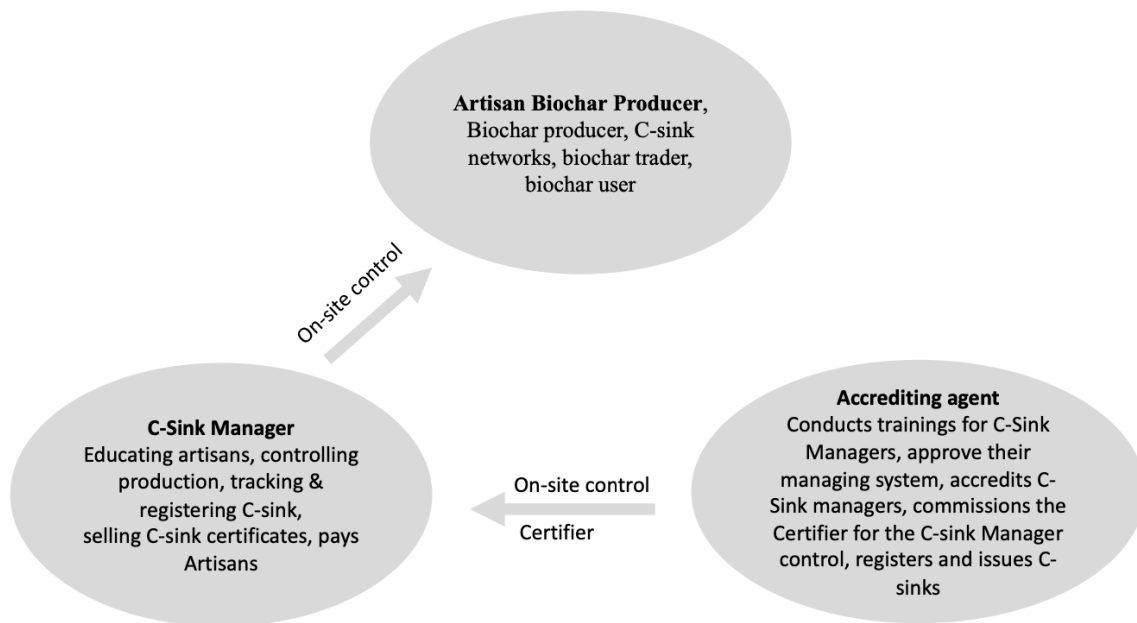 Artisan Biochar Producer,
Biochar producer, C-sink
networks, biochar trader,
biochar user
On-site control
C-Sink Manager
Educating artisans, controlling
production, tracking &
registering C-sink,
selling C-sink certificates, pays
Artisans
On-site control
Certifier
Accrediting agent
Conducts trainings for C-Sink
Managers, approve their
managing system, accredits C-
Sink managers, commissions the
Certifier for the C-sink Manager
control, registers and issues C-
sinks